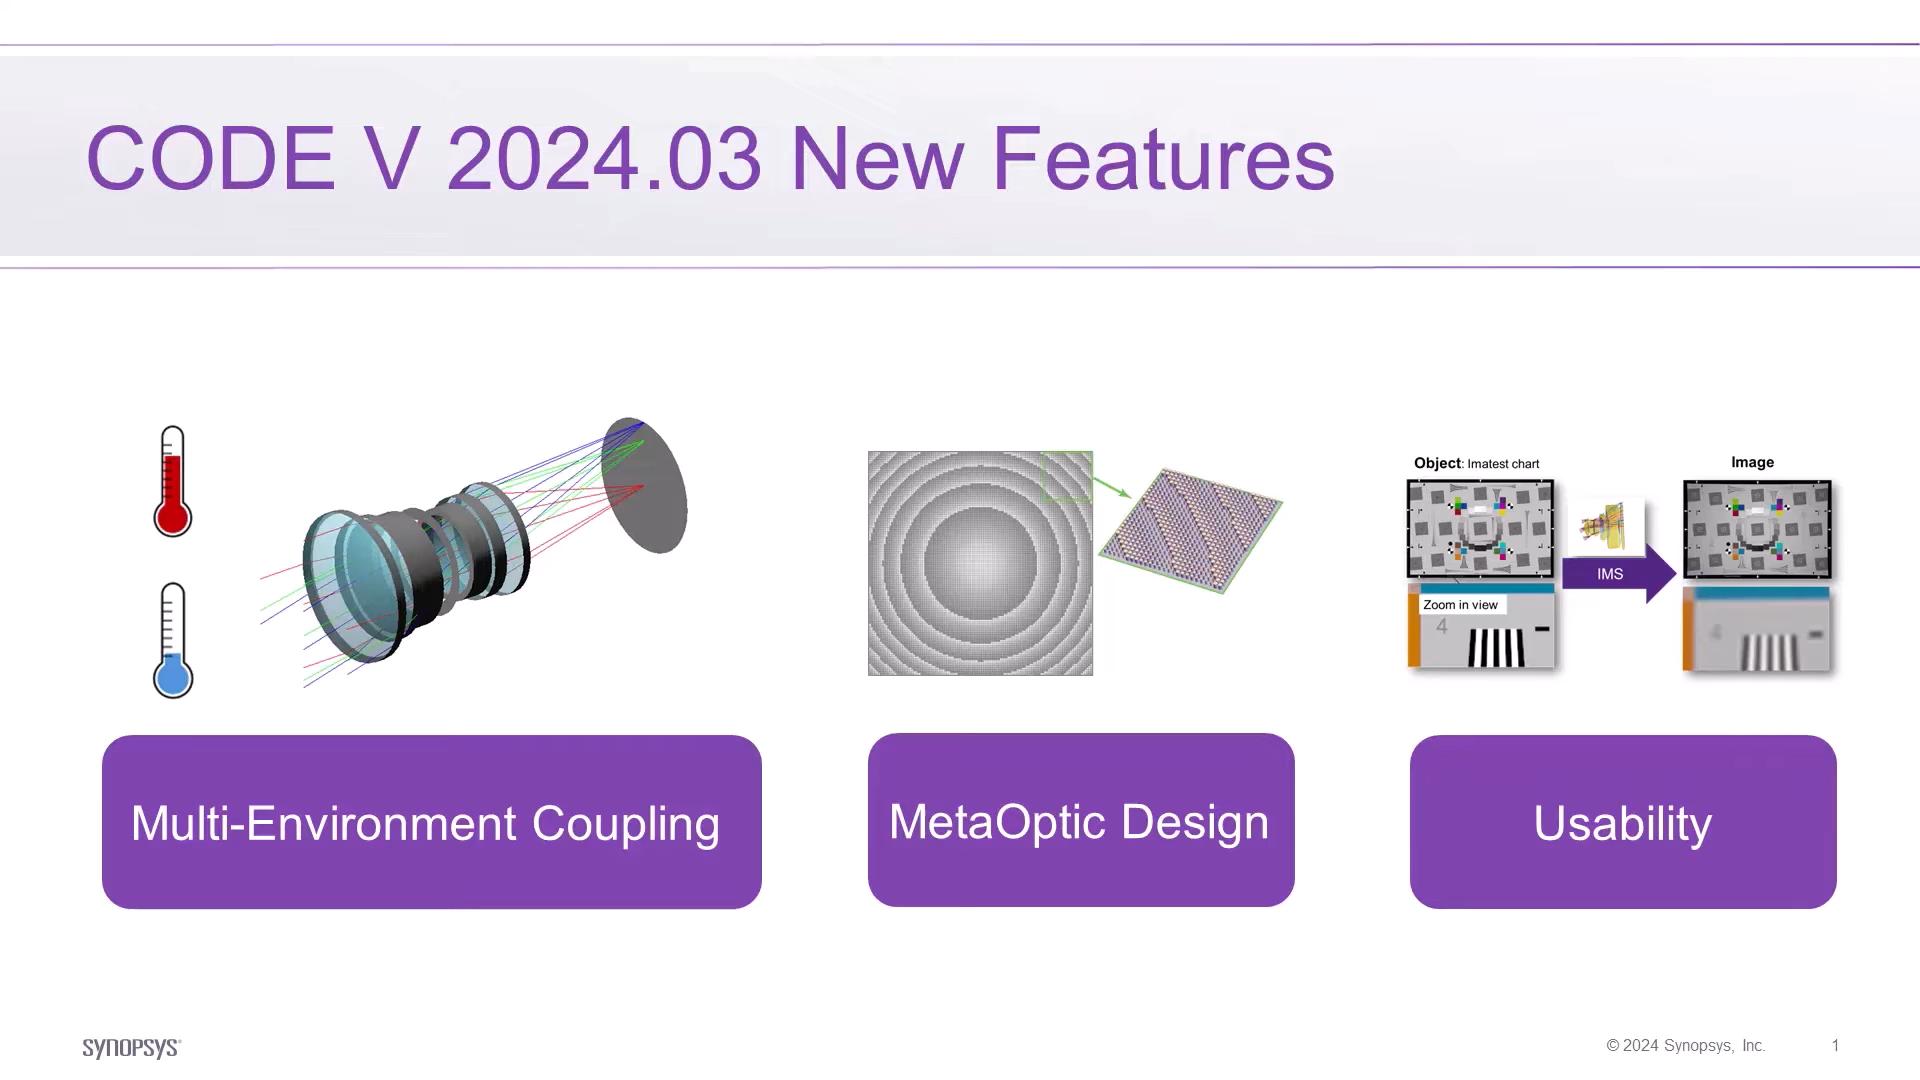 CODE V 2024.03 New Features
Object: Imatest chart
Image
IMS
Zoom in view
4
4
Multi-Environment Coupling
MetaOptic Design
Usability
SYNOPSYS
© 2024 Synopsys, Inc.
1